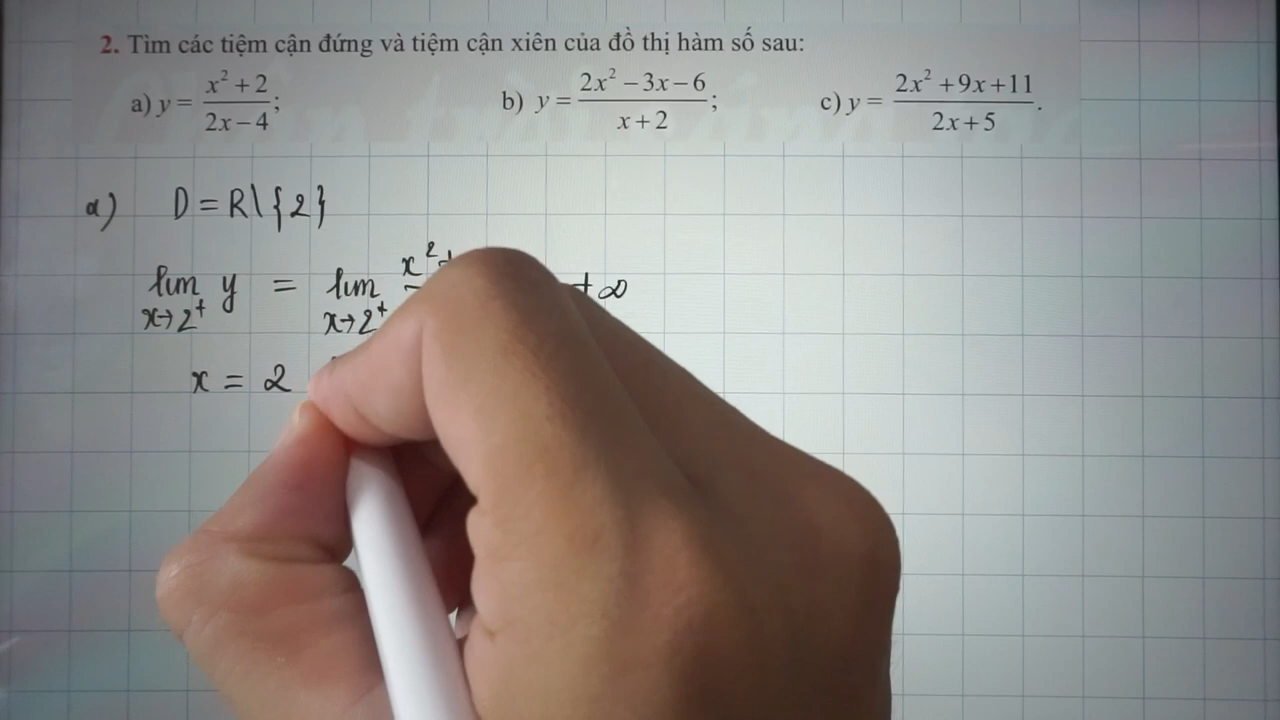 2. Tìm các tiệm cận đứng và tiệm cận xiên của đồ thị hàm số sau:
a) y = (x² + 2)/(2x − 4); b) y = (2x² − 3x − 6)/(x + 2); c) y = (2x² + 9x + 11)/(2x + 5).
a) D = R\{2}
lim x→2⁺ y = lim x→2⁺ x²+ +∞
x = 2